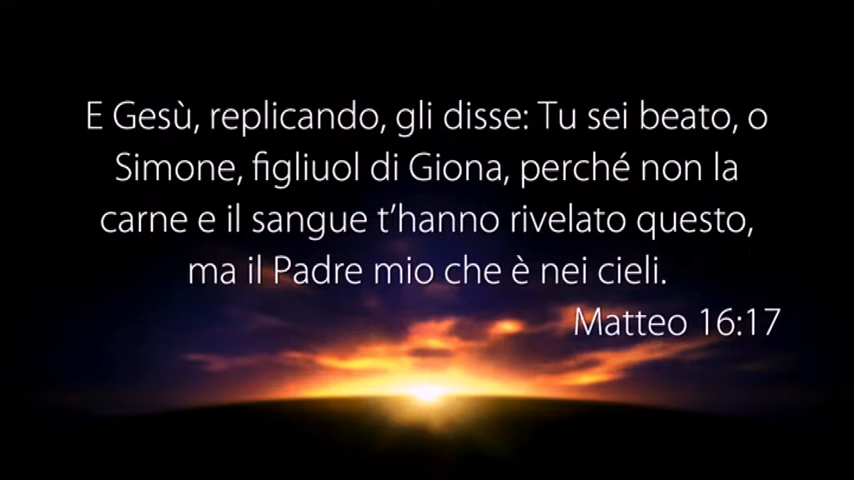 E Gesù, replicando, gli disse: Tu sei beato, o
Simone, figliuol di Giona, perché non la
carne e il sangue t’hanno rivelato questo,
ma il Padre mio che è nei cieli.
Matteo 16:17